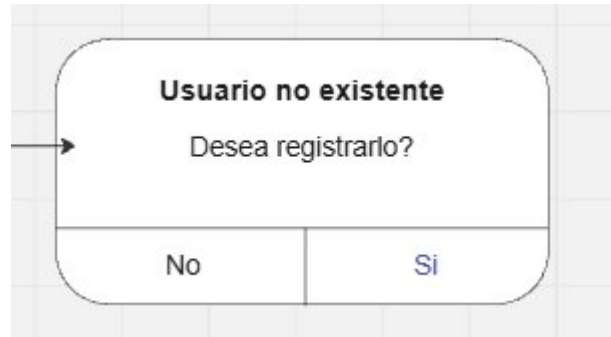 Usuario no existente
Desea registrarlo?
No
Si